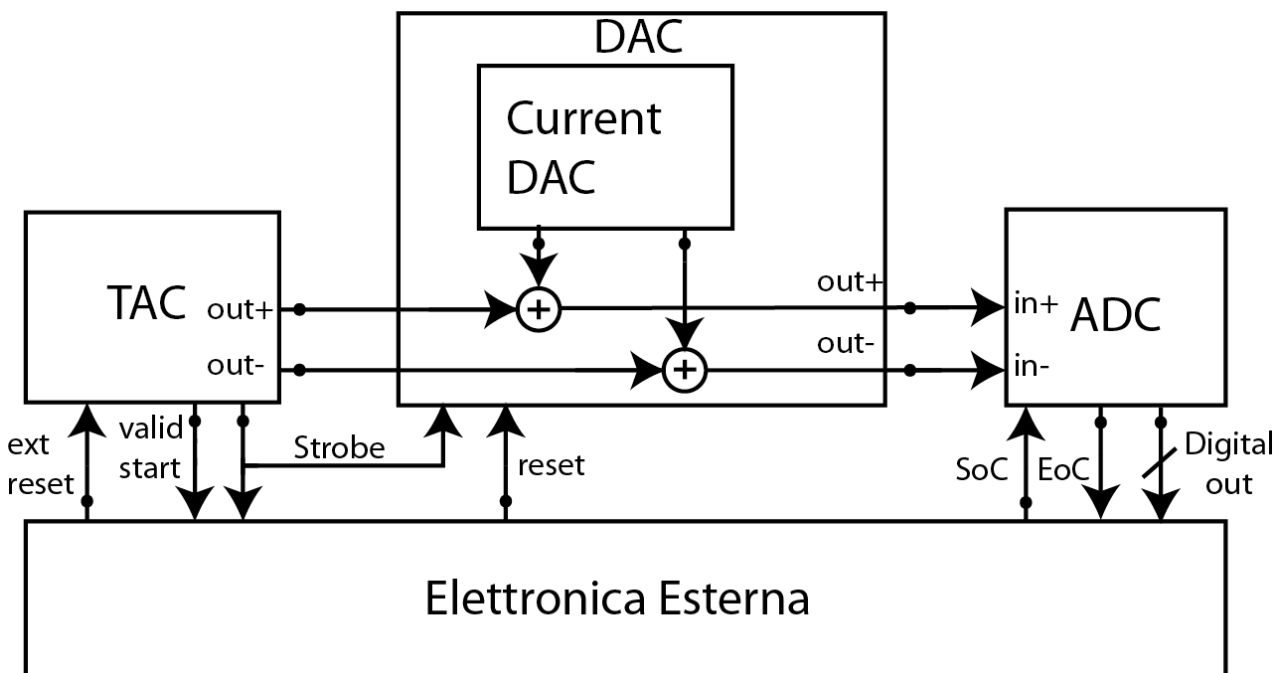 DAC
Current
DAC
TAC
out+
out-
+
+
out+
out-
in+
in-
ADC
ext
reset
valid
start
Strobe
reset
SoC
EoC
Digital
out
Elettronica Esterna